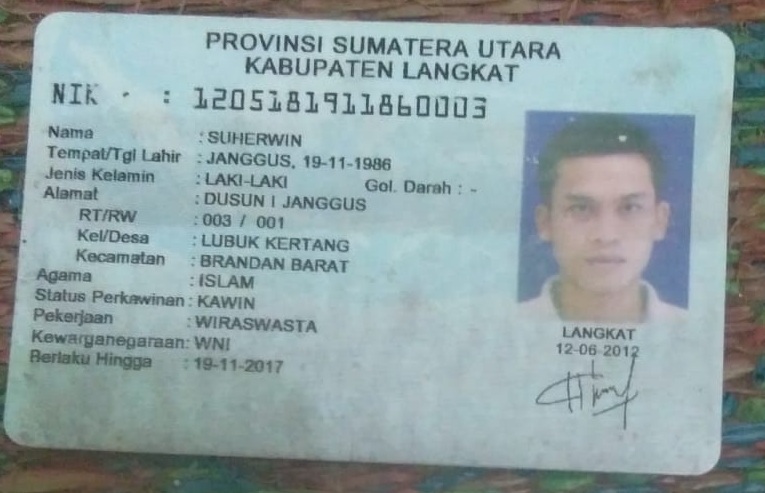 PROVINSI SUMATERA UTARA
KABUPATEN LANGKAT
NIK : 1205181911860003
Nama : SUHERWIN
Tempat/Tgl Lahir : JANGGUS, 19-11-1986
Jenis Kelamin : LAKI-LAKI Gol. Darah : -
Alamat : DUSUN I JANGGUS
RT/RW : 003 / 001
Kel/Desa : LUBUK KERTANG
Kecamatan : BRANDAN BARAT
Agama : ISLAM
Status Perkawinan : KAWIN
Pekerjaan : WIRASWASTA
Kewarganegaraan: WNI
Berlaku Hingga : 19-11-2017
LANGKAT
12-06-2012